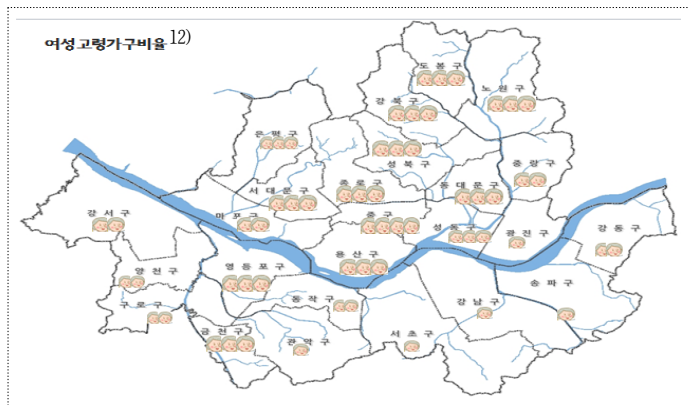 여성고령가구비율 12)
도봉구
노원구
강북구
은평구
성북구
중랑구
서대문구
종로구
동대문구
강서구
마포구
중구
성동구
광진구
강동구
용산구
양천구
영등포구
송파구
구로구
동작구
강남구
금천구
관악구
서초구